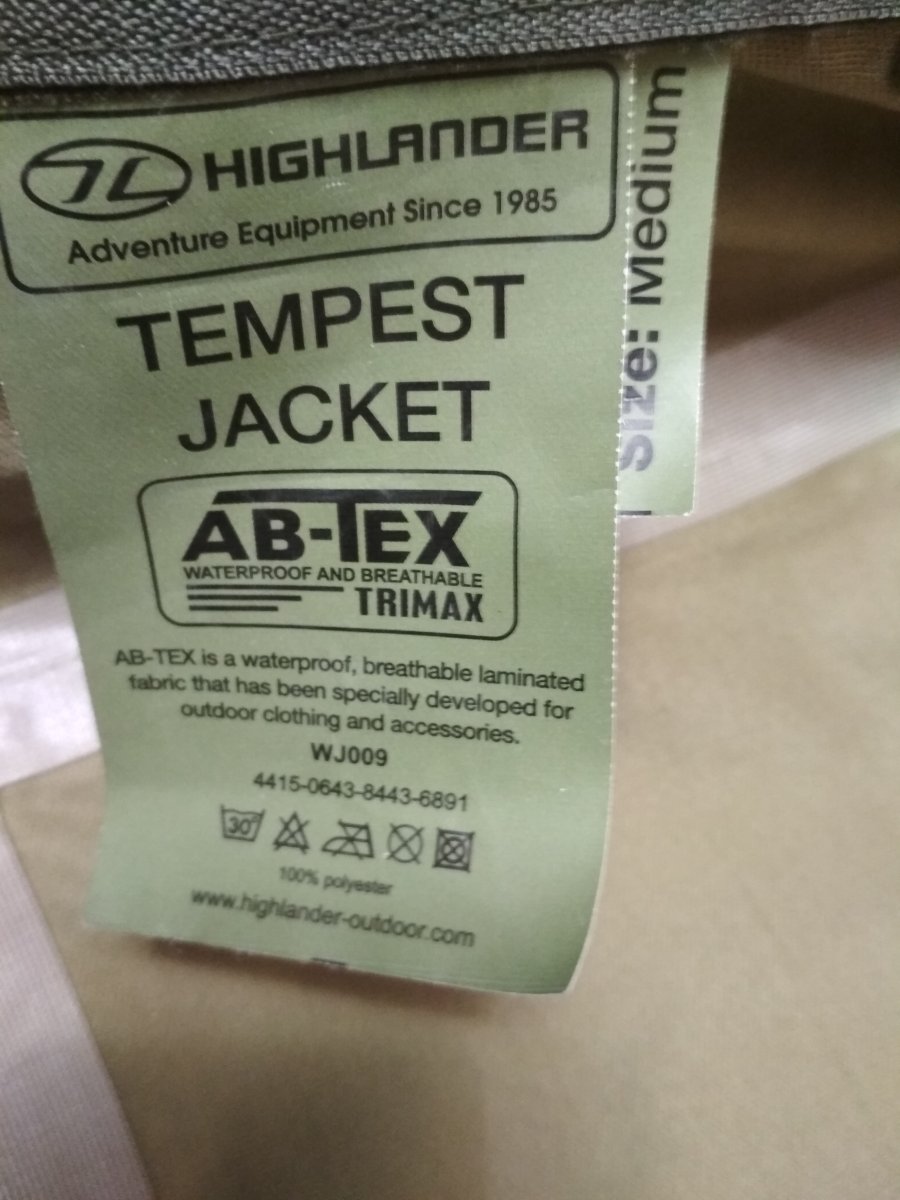 HIGHLANDER
Adventure Equipment Since 1985
TEMPEST
JACKET
AB-TEX
WATERPROOF AND BREATHABLE
TRIMAX
AB-TEX is a waterproof, breathable laminated
fabric that has been specially developed for
outdoor clothing and accessories.
WJ009
4415-0643-8443-6891
30°
100% polyester
www.highlander-outdoor.com
Size: Medium